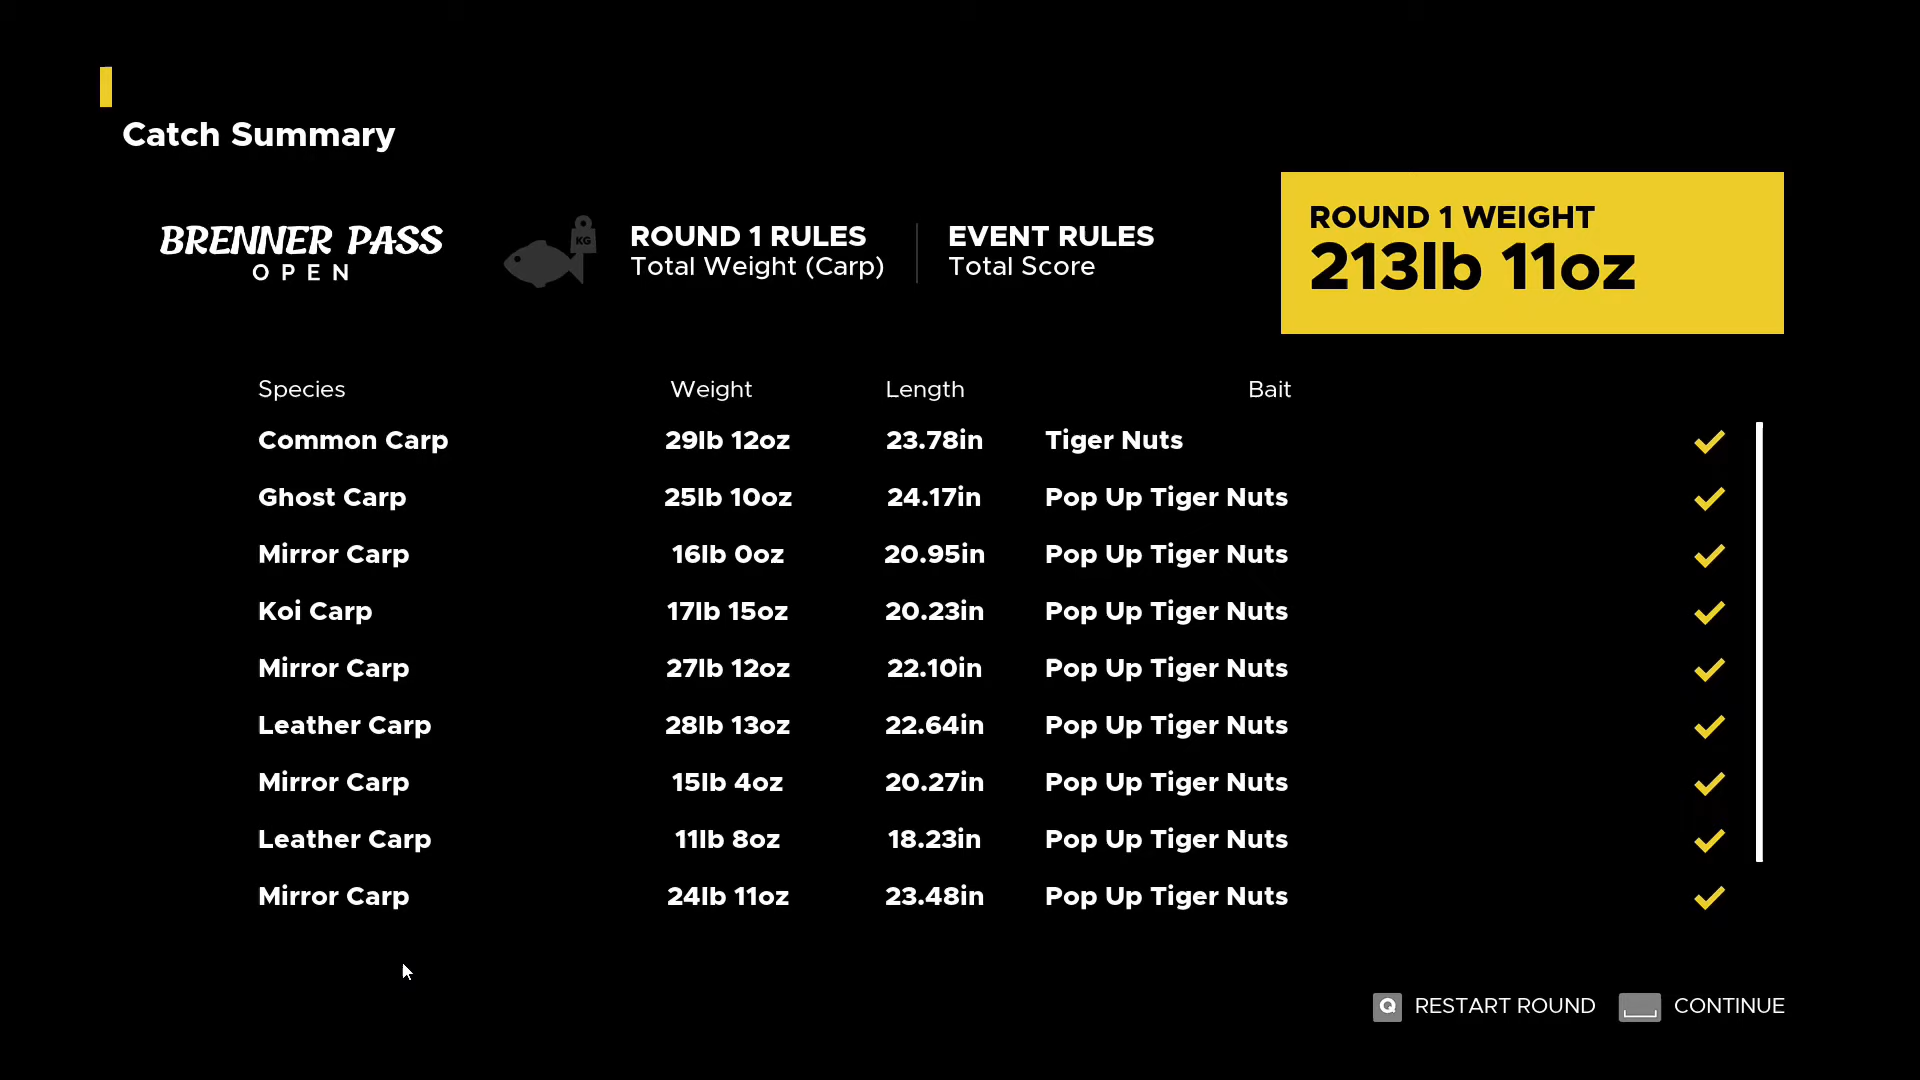 Catch Summary
BRENNER PASS
OPEN
KG
ROUND 1 RULES
Total Weight (Carp)
EVENT RULES
Total Score
ROUND 1 WEIGHT
213lb 11oz
Species Weight Length Bait
Common Carp 29lb 12oz 23.78in Tiger Nuts
Ghost Carp 25lb 10oz 24.17in Pop Up Tiger Nuts
Mirror Carp 16lb 0oz 20.95in Pop Up Tiger Nuts
Koi Carp 17lb 15oz 20.23in Pop Up Tiger Nuts
Mirror Carp 27lb 12oz 22.10in Pop Up Tiger Nuts
Leather Carp 28lb 13oz 22.64in Pop Up Tiger Nuts
Mirror Carp 15lb 4oz 20.27in Pop Up Tiger Nuts
Leather Carp 11lb 8oz 18.23in Pop Up Tiger Nuts
Mirror Carp 24lb 11oz 23.48in Pop Up Tiger Nuts
Q RESTART ROUND CONTINUE